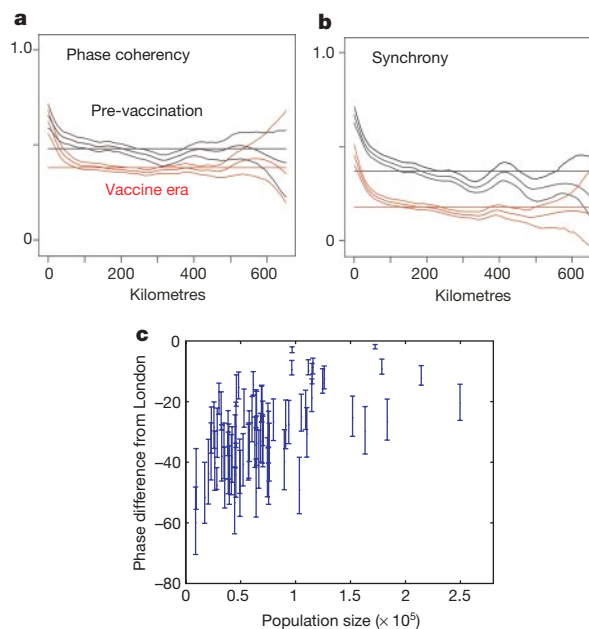 a
Phase coherency
1.0
Pre-vaccination
Vaccine era
0
0 200 400 600
Kilometres
b
Synchrony
1.0
0
0 200 400 600
Kilometres
c
Phase difference from London
0
−20
−40
−60
−80
0 0.5 1 1.5 2 2.5
Population size (× 10⁵)